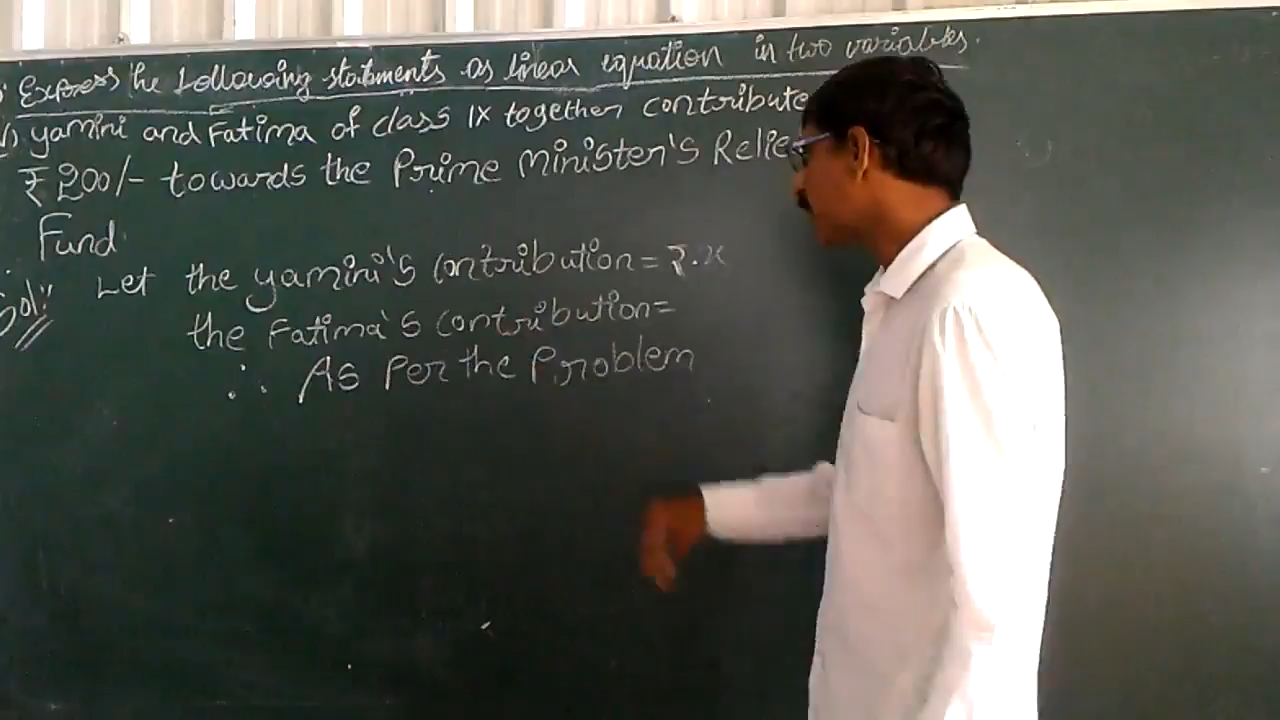 Express the following statements as linear equation in two variables.
yamini and Fatima of class IX together contribute
₹200/- towards the Prime Minister's Relie
Fund.
Sol: Let the yamini's contribution = ₹.x
the Fatima's contribution=
∴ As Per the Problem